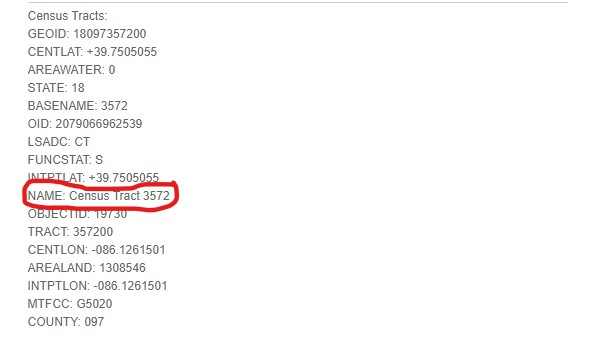 Census Tracts:
GEOID: 18097357200
CENTLAT: +39.7505055
AREAWATER: 0
STATE: 18
BASENAME: 3572
OID: 2079066962539
LSADC: CT
FUNCSTAT: S
INTPTLAT: +39.7505055
NAME: Census Tract 3572
OBJECTID: 19730
TRACT: 357200
CENTLON: -086.1261501
AREALAND: 1308546
INTPTLON: -086.1261501
MTFCC: G5020
COUNTY: 097